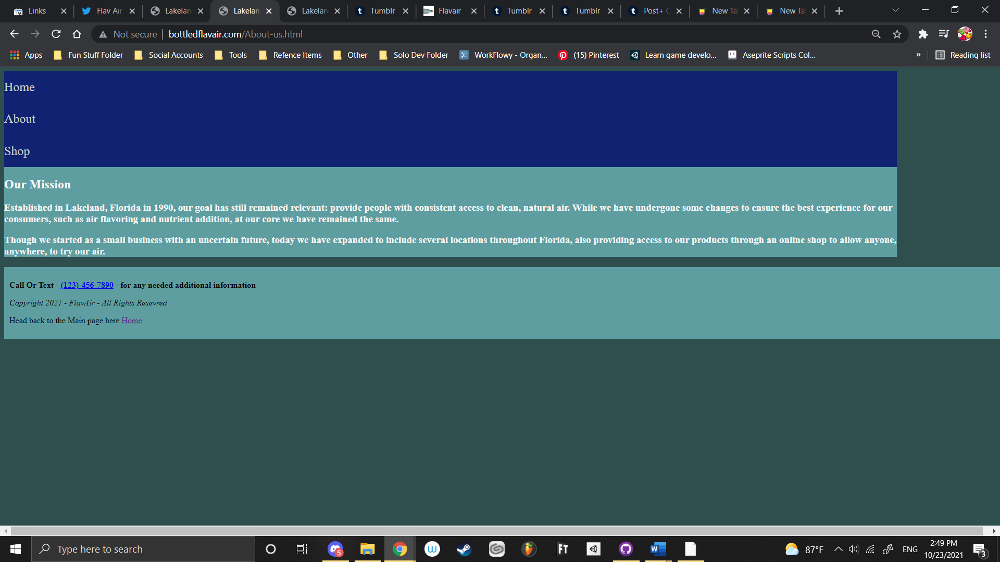 Links
Flav Air
Lakelan
Lakelan
Lakelan
Tumblr
Flavair
Tumblr
Tumblr
Post+ C
New Ta
New Ta
Not secure bottledflavair.com/About-us.html
Apps Fun Stuff Folder Social Accounts Tools Refence Items Other Solo Dev Folder WorkFlowy - Organ... (15) Pinterest Learn game develo... Aseprite Scripts Col... » Reading list
Home
About
Shop
Our Mission
Established in Lakeland, Florida in 1990, our goal has still remained relevant: provide people with consistent access to clean, natural air. While we have undergone some changes to ensure the best experience for our
consumers, such as air flavoring and nutrient addition, at our core we have remained the same.
Though we started as a small business with an uncertain future, today we have expanded to include several locations throughout Florida, also providing access to our products through an online shop to allow anyone,
anywhere, to try our air.
Call Or Text - (123)-456-7890 - for any needed additional information
Copyright 2021 - FlavAir - All Rights Resevred
Head back to the Main page here Home
Type here to search
5
FT
87°F
ENG
2:49 PM
10/23/2021
3